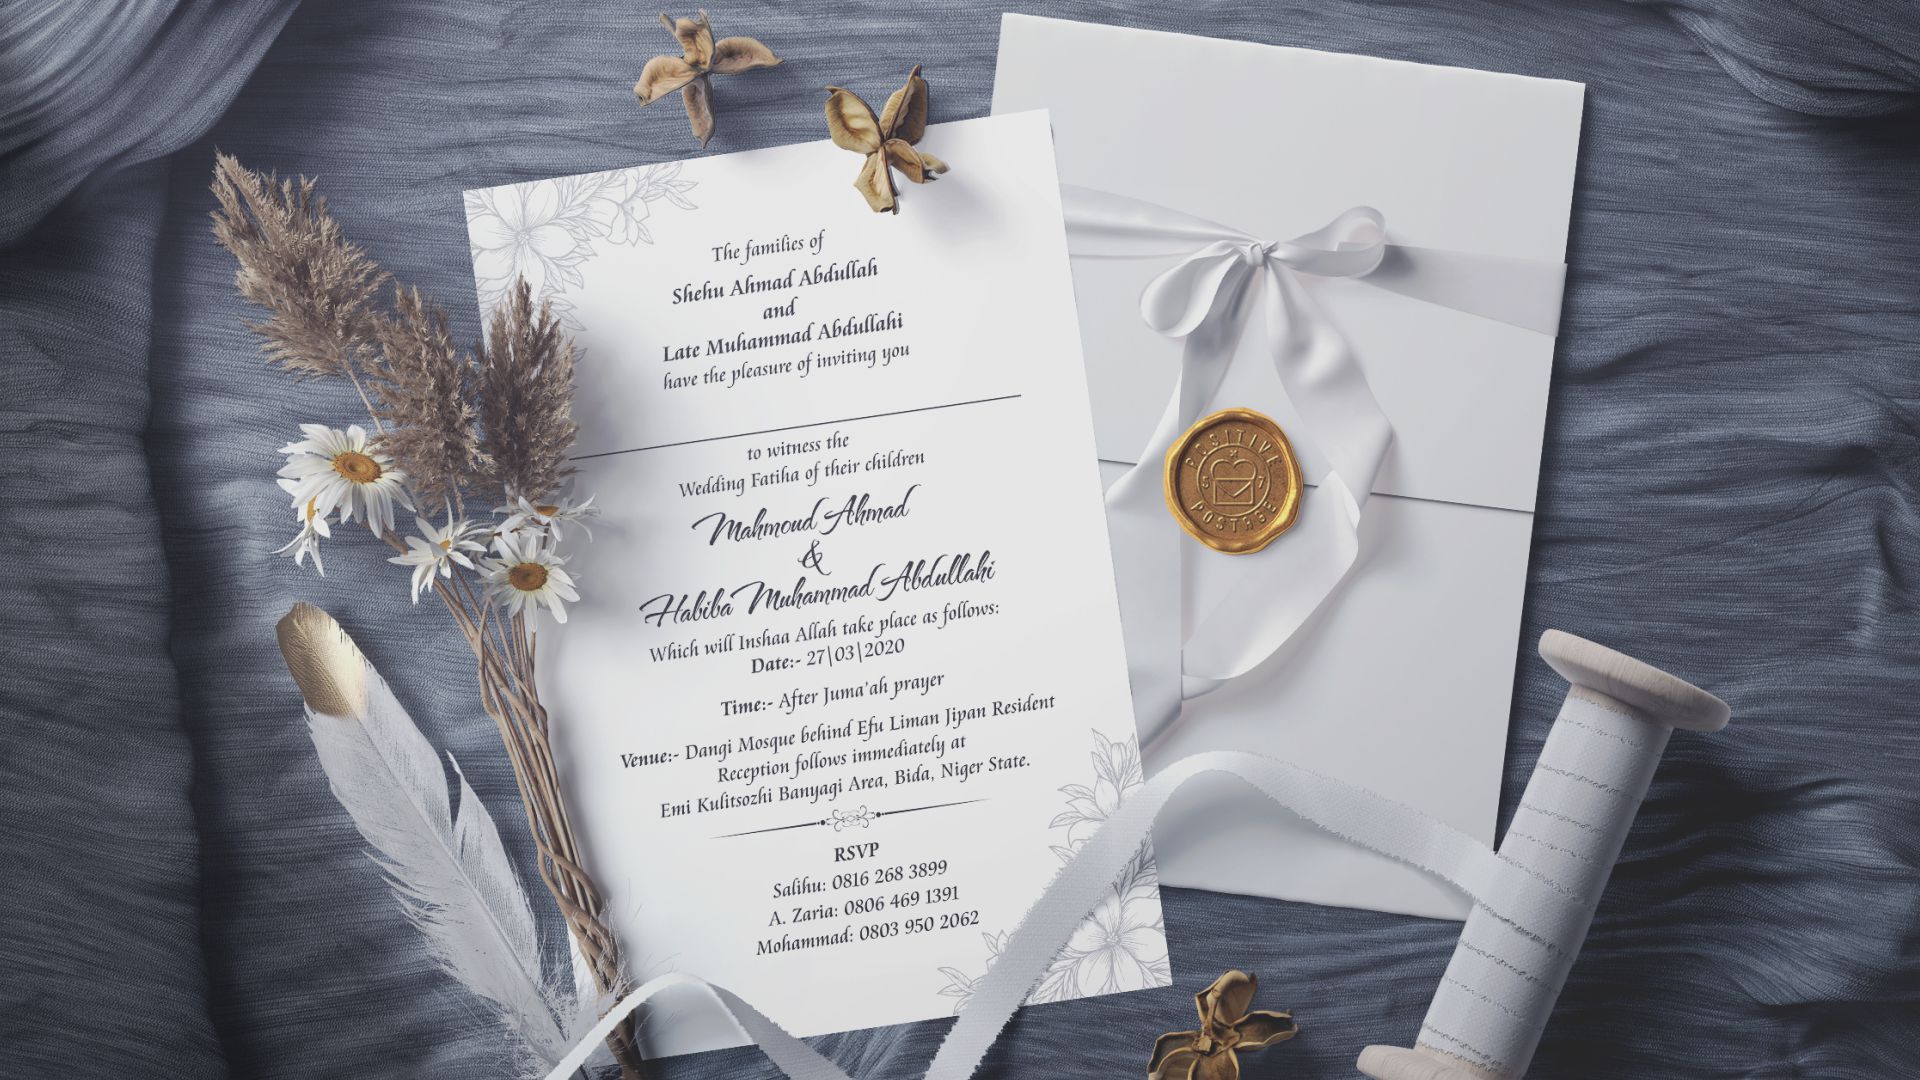 The families of
Shehu Ahmad Abdullah
and
Late Muhammad Abdullahi
have the pleasure of inviting you
to witness the
Wedding Fatiha of their children
Mahmoud Ahmad
&
Habiba Muhammad Abdullahi
Which will Inshaa Allah take place as follows:
Date:- 27|03|2020
Time:- After Juma'ah prayer
Venue:- Dangi Mosque behind Efu Liman Jipan Resident
Reception follows immediately at
Emi Kulitsozhi Banyagi Area, Bida, Niger State.
RSVP
Salihu: 0816 268 3899
A. Zaria: 0806 469 1391
Mohammad: 0803 950 2062
POSITIVE
5 7
POSTAGE